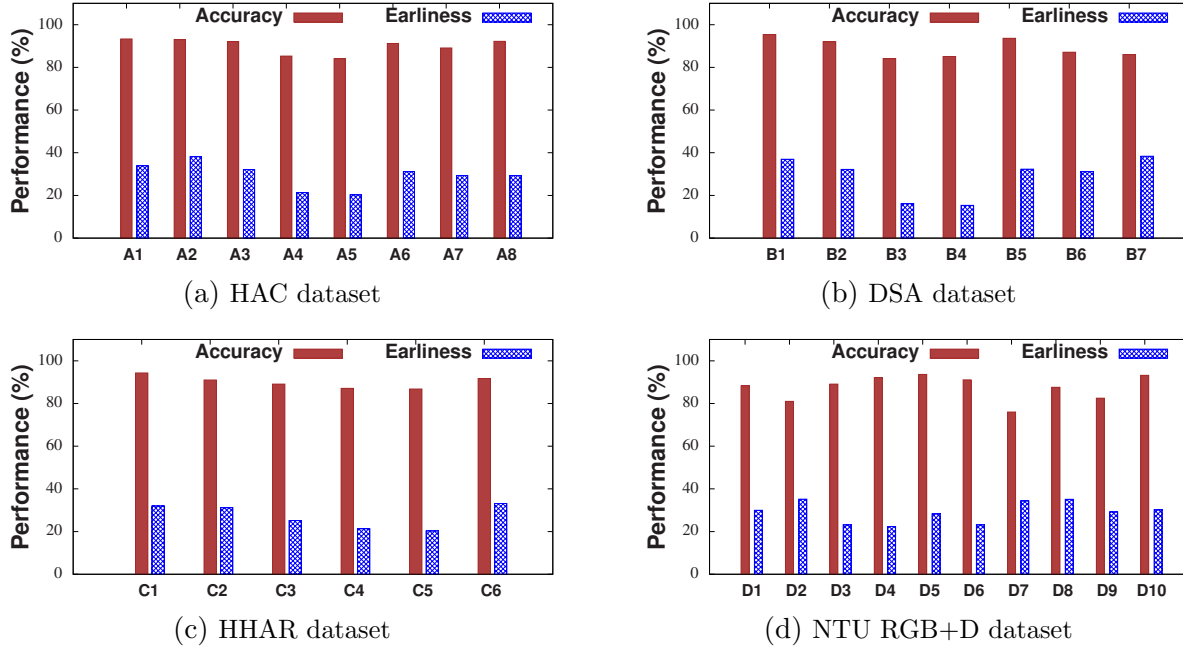 Accuracy Earliness
Performance (%)
100
80
60
40
20
0
A1 A2 A3 A4 A5 A6 A7 A8
(a) HAC dataset
Accuracy Earliness
Performance (%)
100
80
60
40
20
0
B1 B2 B3 B4 B5 B6 B7
(b) DSA dataset
Accuracy Earliness
Performance (%)
100
80
60
40
20
0
C1 C2 C3 C4 C5 C6
(c) HHAR dataset
Accuracy Earliness
Performance (%)
100
80
60
40
20
0
D1 D2 D3 D4 D5 D6 D7 D8 D9 D10
(d) NTU RGB+D dataset